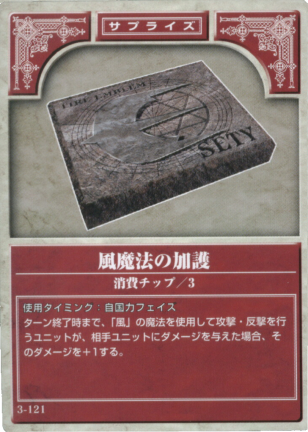 サプライズ
FIRE EMBLEM
SETY
風魔法の加護
消費チップ／3
使用タイミング：自国力フェイス
ターン終了時まで、「風」の魔法を使用して攻撃・反撃を行
うユニットが、相手ユニットにダメージを与えた場合、そ
のダメージを＋1する。
3-121